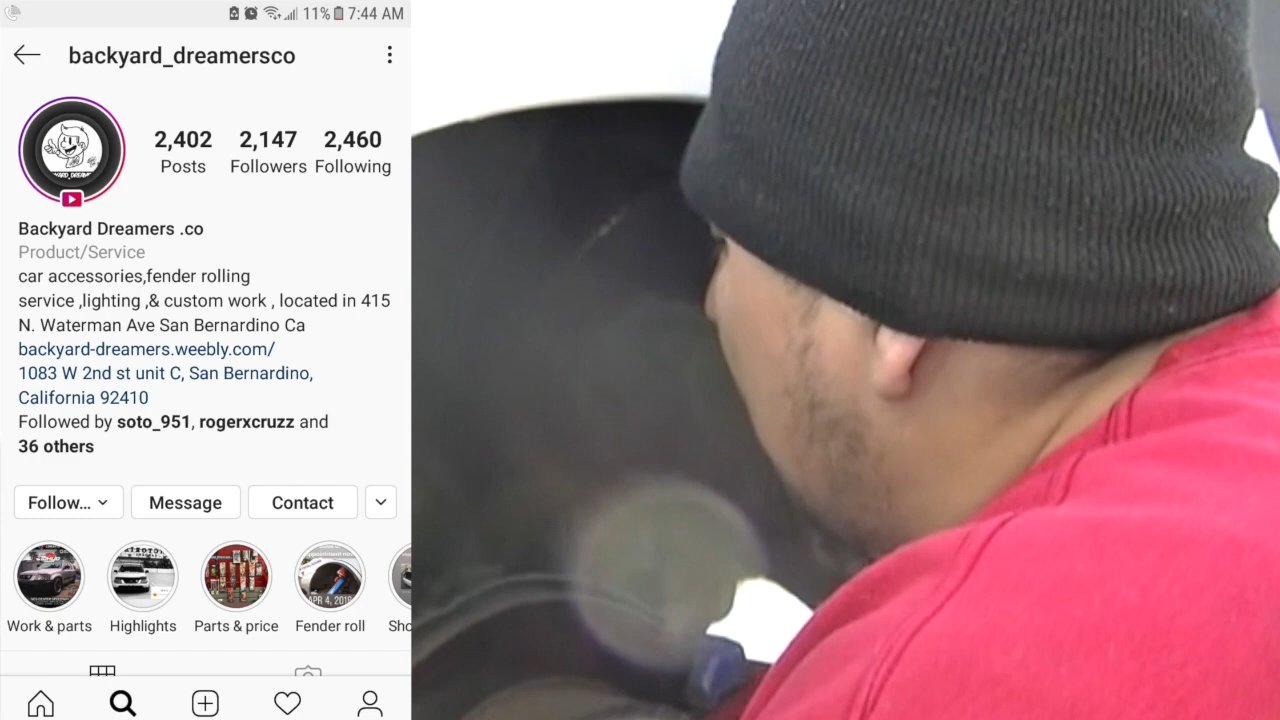 11% 7:44 AM
backyard_dreamersco
2,402 2,147 2,460
Posts Followers Following
Backyard Dreamers .co
Product/Service
car accessories,fender rolling
service ,lighting ,& custom work , located in 415
N. Waterman Ave San Bernardino Ca
backyard-dreamers.weebly.com/
1083 W 2nd st unit C, San Bernardino,
California 92410
Followed by soto_951, rogerxcruzz and
36 others
Follow... Message Contact
APR 4, 2018
Work & parts Highlights Parts & price Fender roll Sho